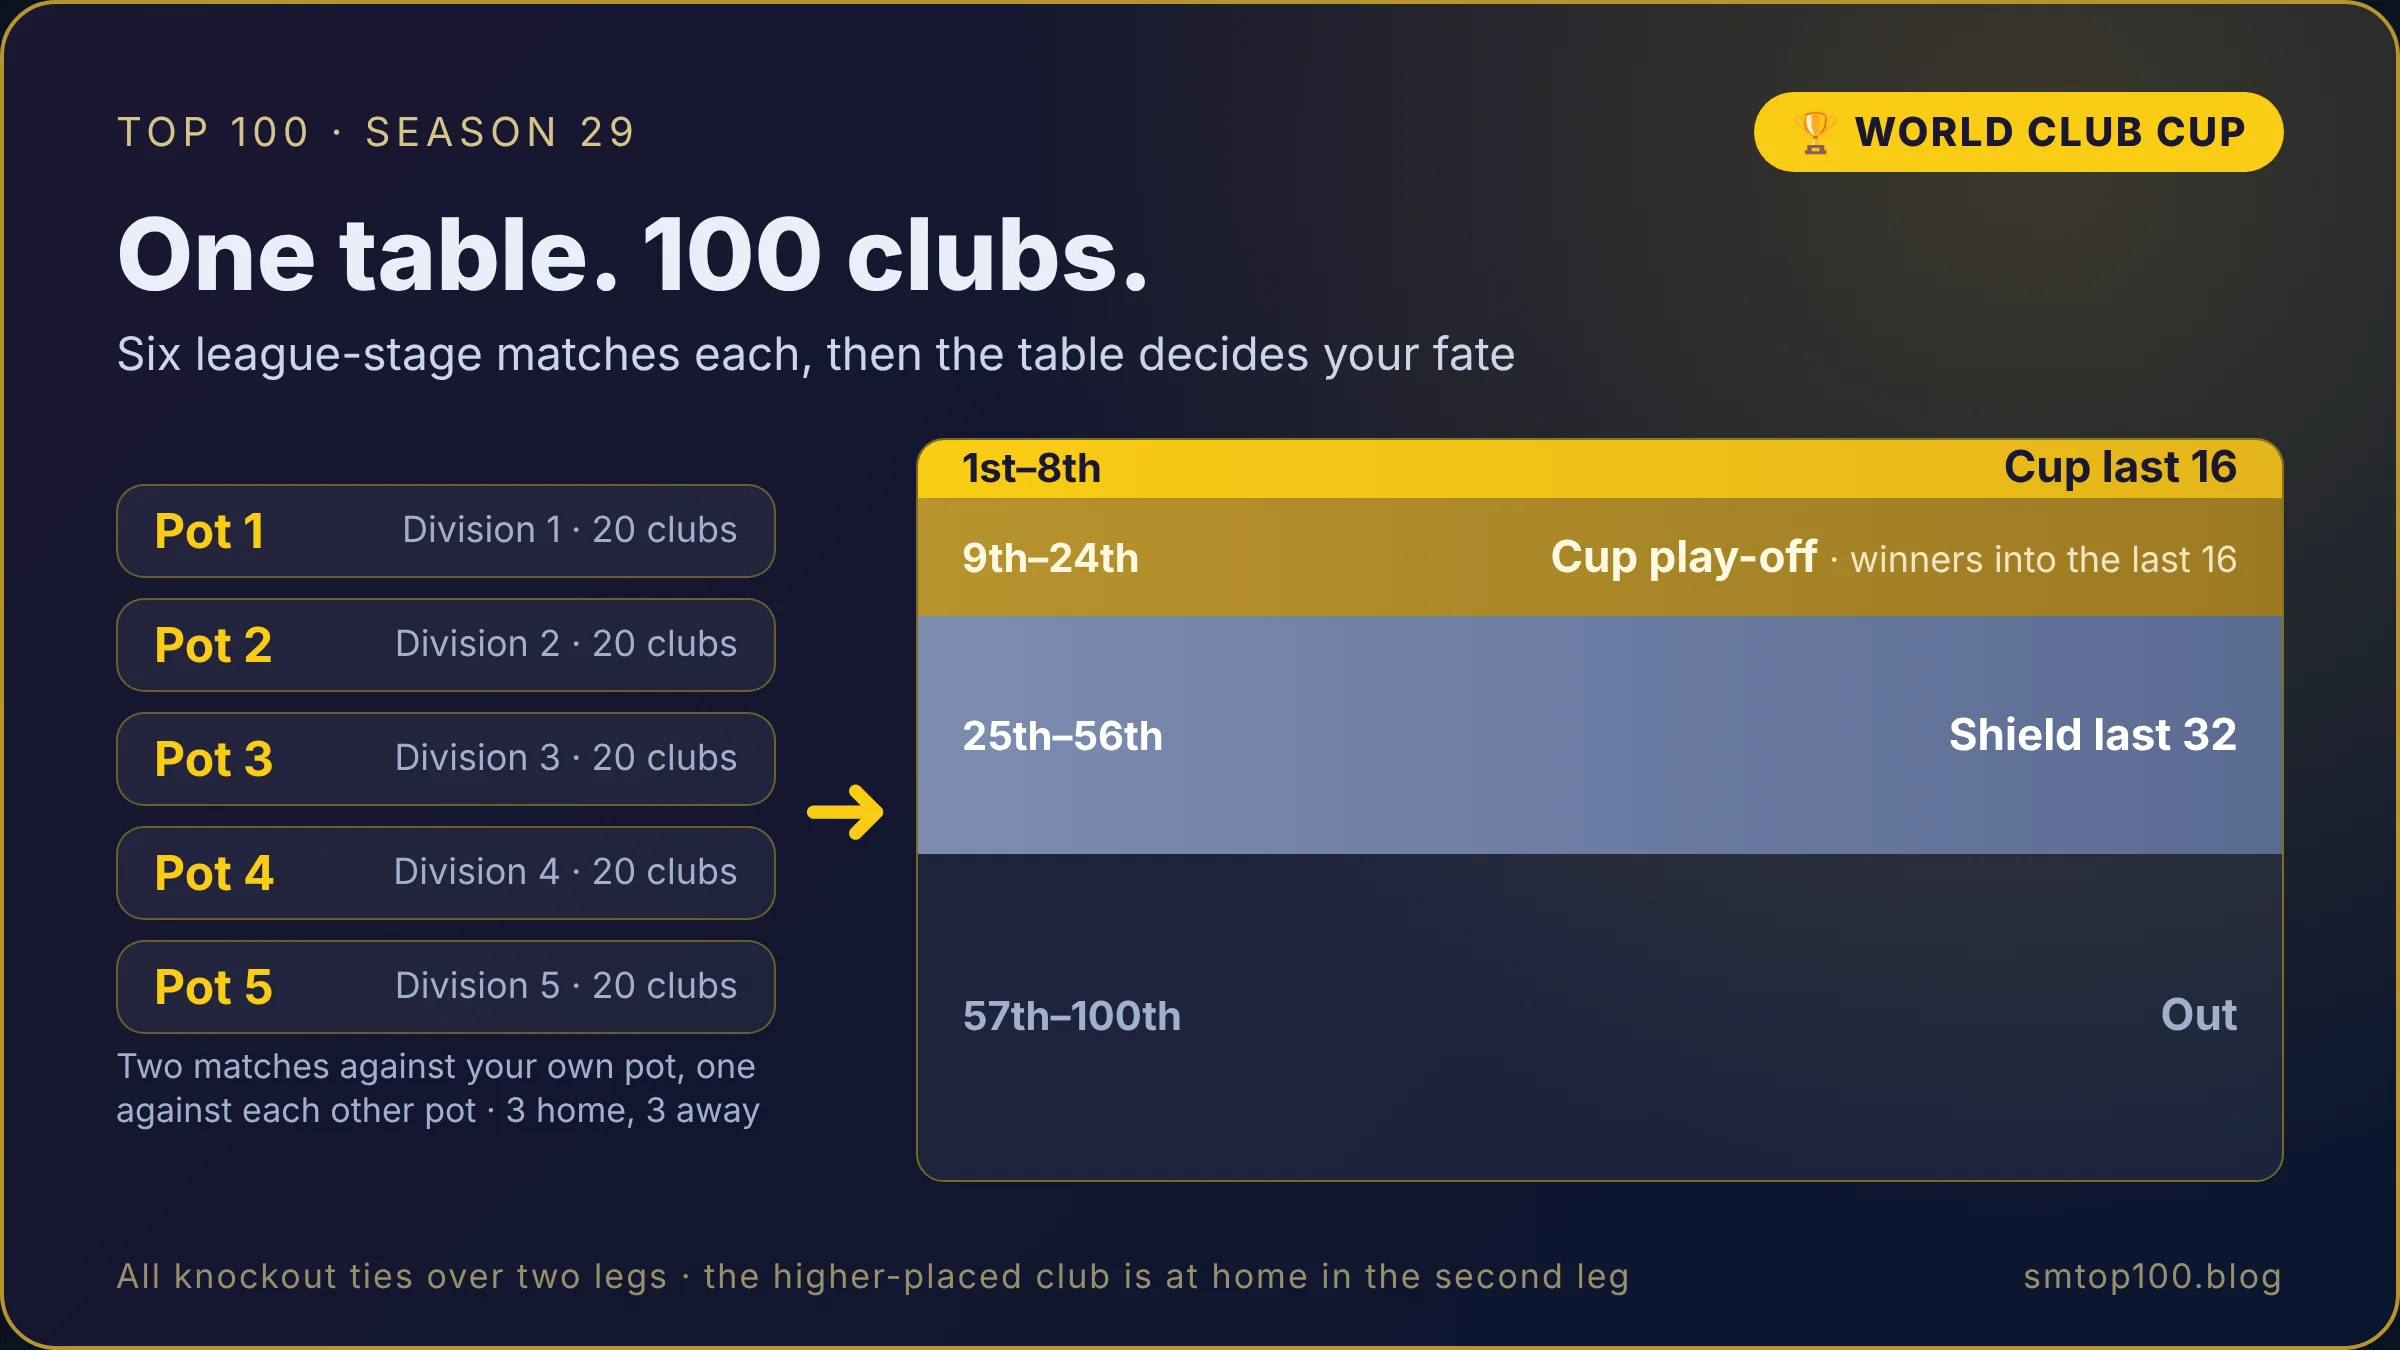 TOP 100 · SEASON 29
🏆 WORLD CLUB CUP
One table. 100 clubs.
Six league-stage matches each, then the table decides your fate
Pot 1 Division 1 · 20 clubs
Pot 2 Division 2 · 20 clubs
Pot 3 Division 3 · 20 clubs
Pot 4 Division 4 · 20 clubs
Pot 5 Division 5 · 20 clubs
Two matches against your own pot, one
against each other pot · 3 home, 3 away
1st–8th Cup last 16
9th–24th Cup play-off · winners into the last 16
25th–56th Shield last 32
57th–100th Out
All knockout ties over two legs · the higher-placed club is at home in the second leg
smtop100.blog